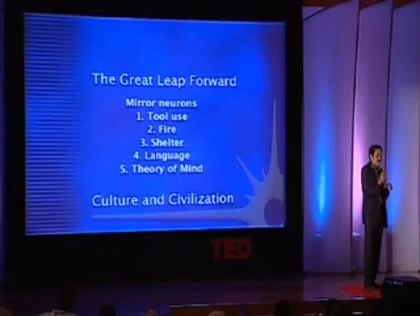 The Great Leap Forward
Mirror neurons
1. Tool use
2. Fire
3. Shelter
4. Language
5. Theory of Mind
Culture and Civilization
TED